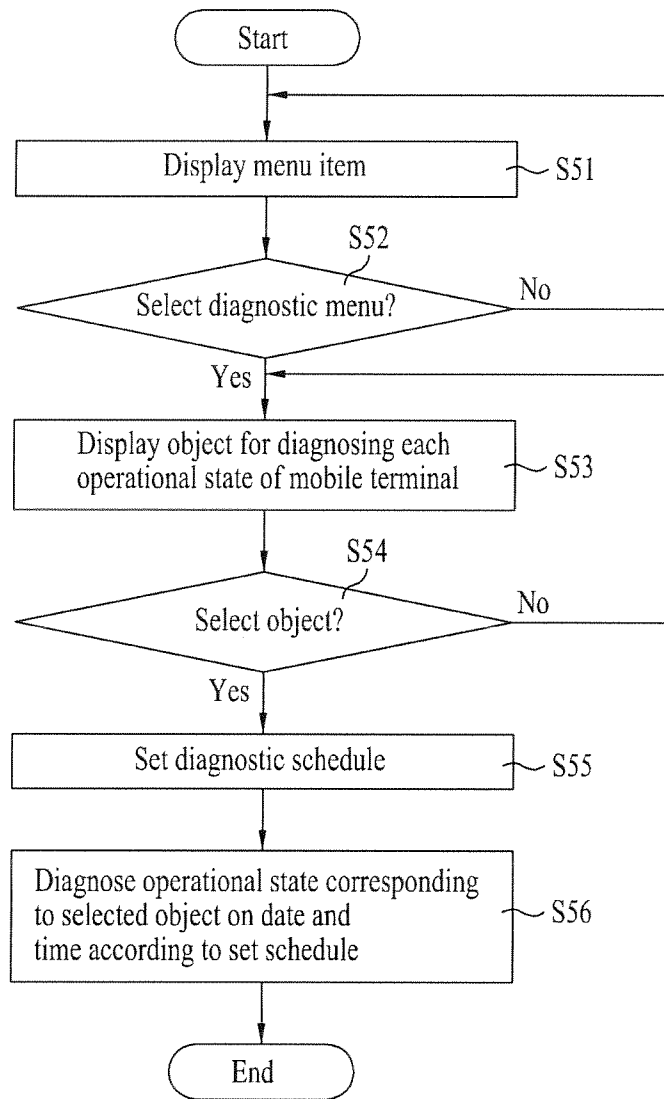 Start
Display menu item
S51
S52
Select diagnostic menu?
No
Yes
Display object for diagnosing each
operational state of mobile terminal
S53
S54
Select object?
No
Yes
Set diagnostic schedule
S55
Diagnose operational state corresponding
to selected object on date and
time according to set schedule
S56
End